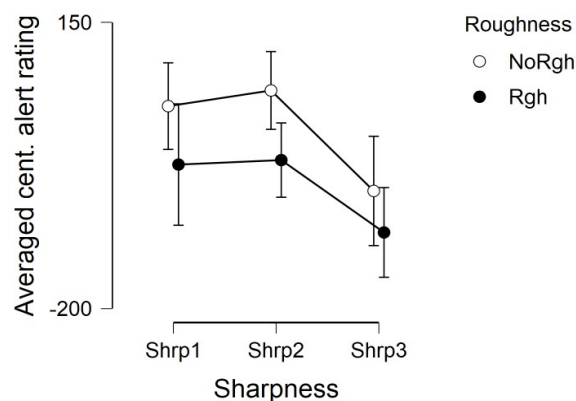 Averaged cent. alert rating
150
-200
Shrp1 Shrp2 Shrp3
Sharpness
Roughness
NoRgh
Rgh